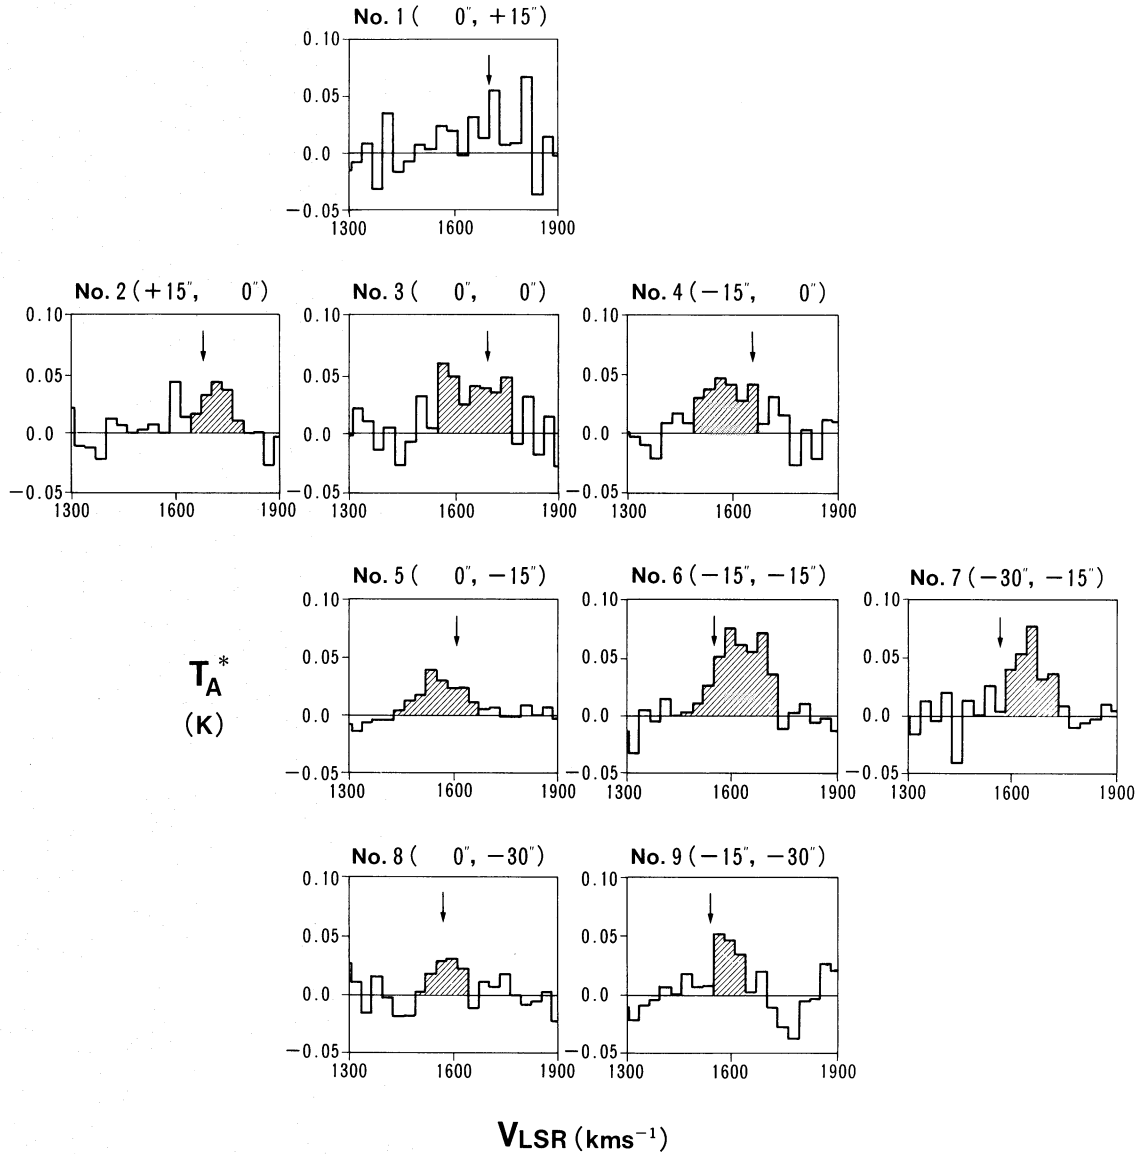 No. 1 ( 0″, +15″)
0.10
0.05
0.0
−0.05
1300 1600 1900
No. 2 (+15″, 0″) No. 3 ( 0″, 0″) No. 4 (−15″, 0″)
0.10 0.10 0.10
0.05 0.05 0.05
0.0 0.0 0.0
−0.05 −0.05 −0.05
1300 1600 1900 1300 1600 1900 1300 1600 1900
No. 5 ( 0″, −15″) No. 6 (−15″, −15″) No. 7 (−30″, −15″)
0.10 0.10 0.10
0.05 0.05 0.05
0.0 0.0 0.0
−0.05 −0.05 −0.05
1300 1600 1900 1300 1600 1900 1300 1600 1900
TA*
(K)
No. 8 ( 0″, −30″) No. 9 (−15″, −30″)
0.10 0.10
0.05 0.05
0.0 0.0
−0.05 −0.05
1300 1600 1900 1300 1600 1900
VLSR (kms⁻¹)